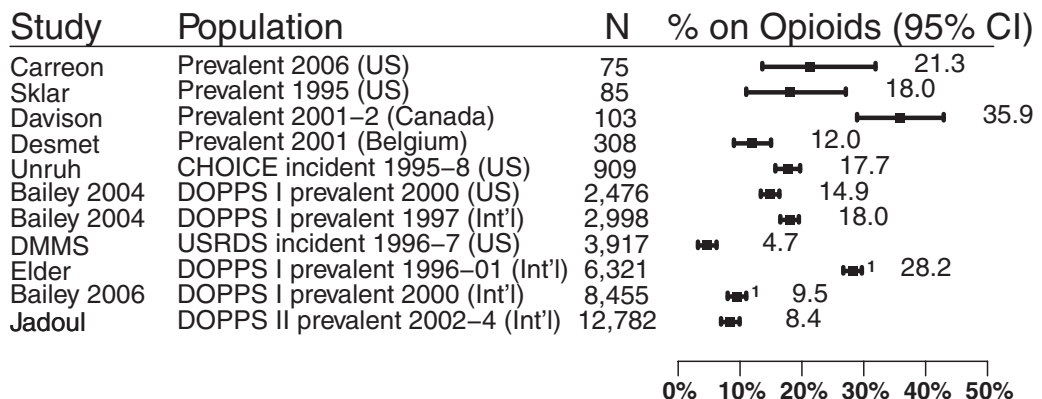 Study Population N % on Opioids (95% CI)
Carreon Prevalent 2006 (US) 75 21.3
Sklar Prevalent 1995 (US) 85 18.0
Davison Prevalent 2001−2 (Canada) 103 35.9
Desmet Prevalent 2001 (Belgium) 308 12.0
Unruh CHOICE incident 1995−8 (US) 909 17.7
Bailey 2004 DOPPS I prevalent 2000 (US) 2,476 14.9
Bailey 2004 DOPPS I prevalent 1997 (Int'l) 2,998 18.0
DMMS USRDS incident 1996−7 (US) 3,917 4.7
Elder DOPPS I prevalent 1996−01 (Int'l) 6,321 1 28.2
Bailey 2006 DOPPS I prevalent 2000 (Int'l) 8,455 1 9.5
Jadoul DOPPS II prevalent 2002−4 (Int'l) 12,782 8.4
0% 10% 20% 30% 40% 50%